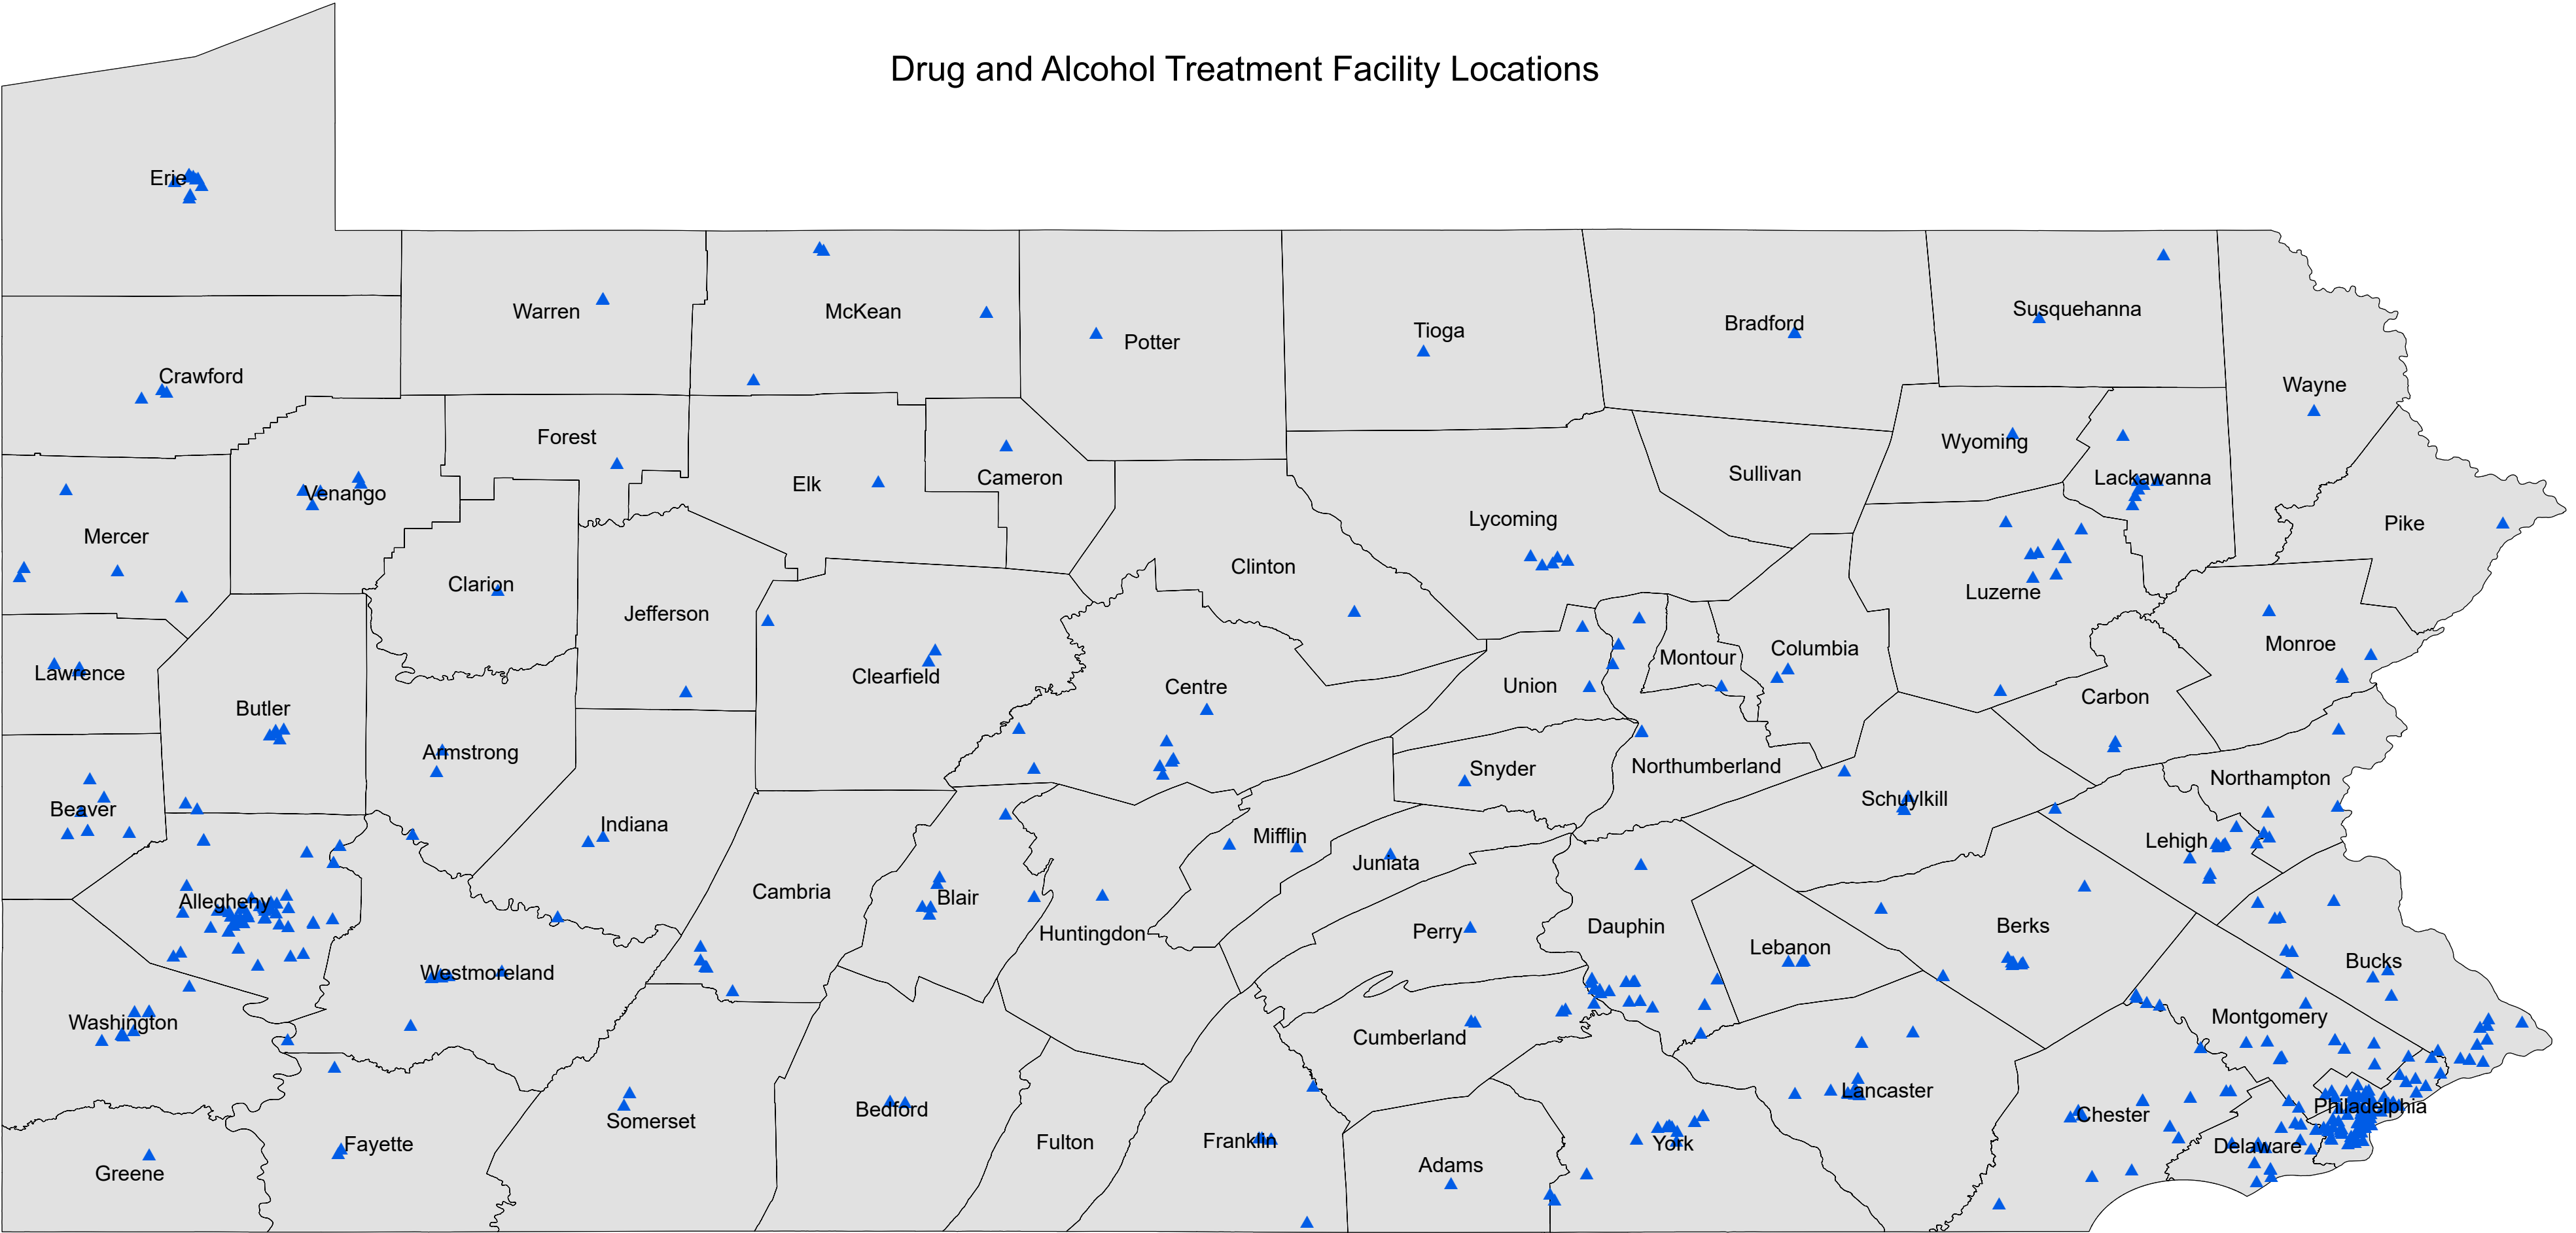 Drug and Alcohol Treatment Facility Locations
Erie
Warren
McKean
Potter
Tioga
Bradford
Susquehanna
Wayne
Crawford
Forest
Elk
Cameron
Sullivan
Wyoming
Lackawanna
Pike
Mercer
Venango
Clarion
Jefferson
Clearfield
Clinton
Lycoming
Luzerne
Monroe
Lawrence
Butler
Armstrong
Centre
Union
Montour
Columbia
Carbon
Beaver
Indiana
Snyder
Northumberland
Schuylkill
Northampton
Lehigh
Allegheny
Cambria
Blair
Huntingdon
Mifflin
Juniata
Perry
Dauphin
Lebanon
Berks
Bucks
Washington
Westmoreland
Cumberland
Montgomery
Greene
Fayette
Somerset
Bedford
Fulton
Franklin
Adams
York
Lancaster
Chester
Delaware
Philadelphia